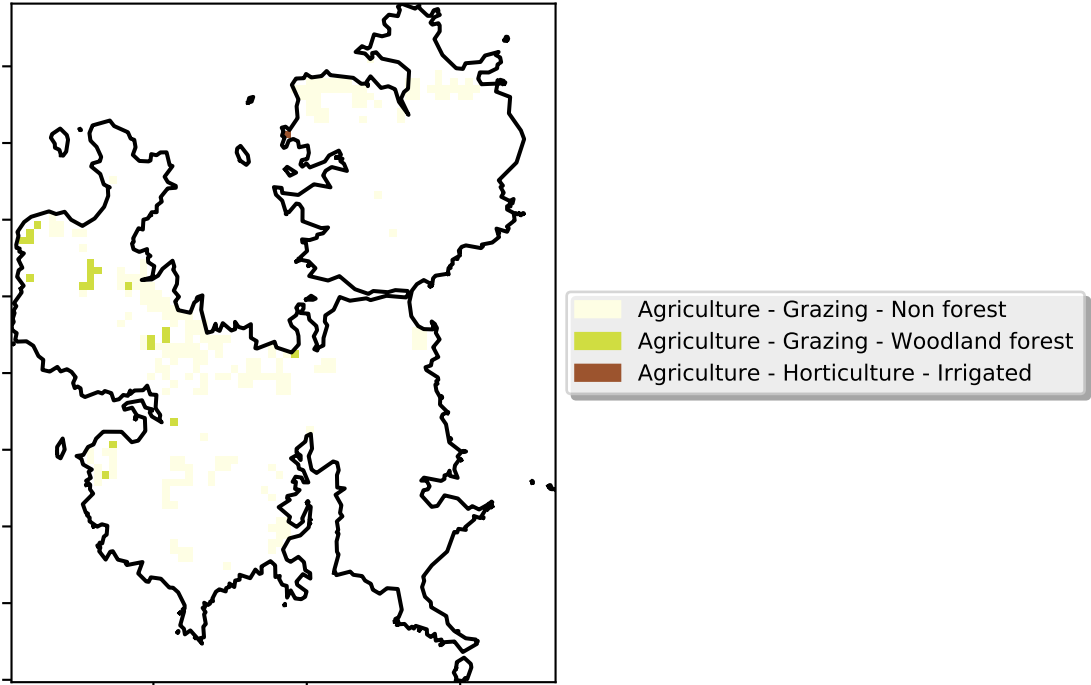 Agriculture - Grazing - Non forest
Agriculture - Grazing - Woodland forest
Agriculture - Horticulture - Irrigated